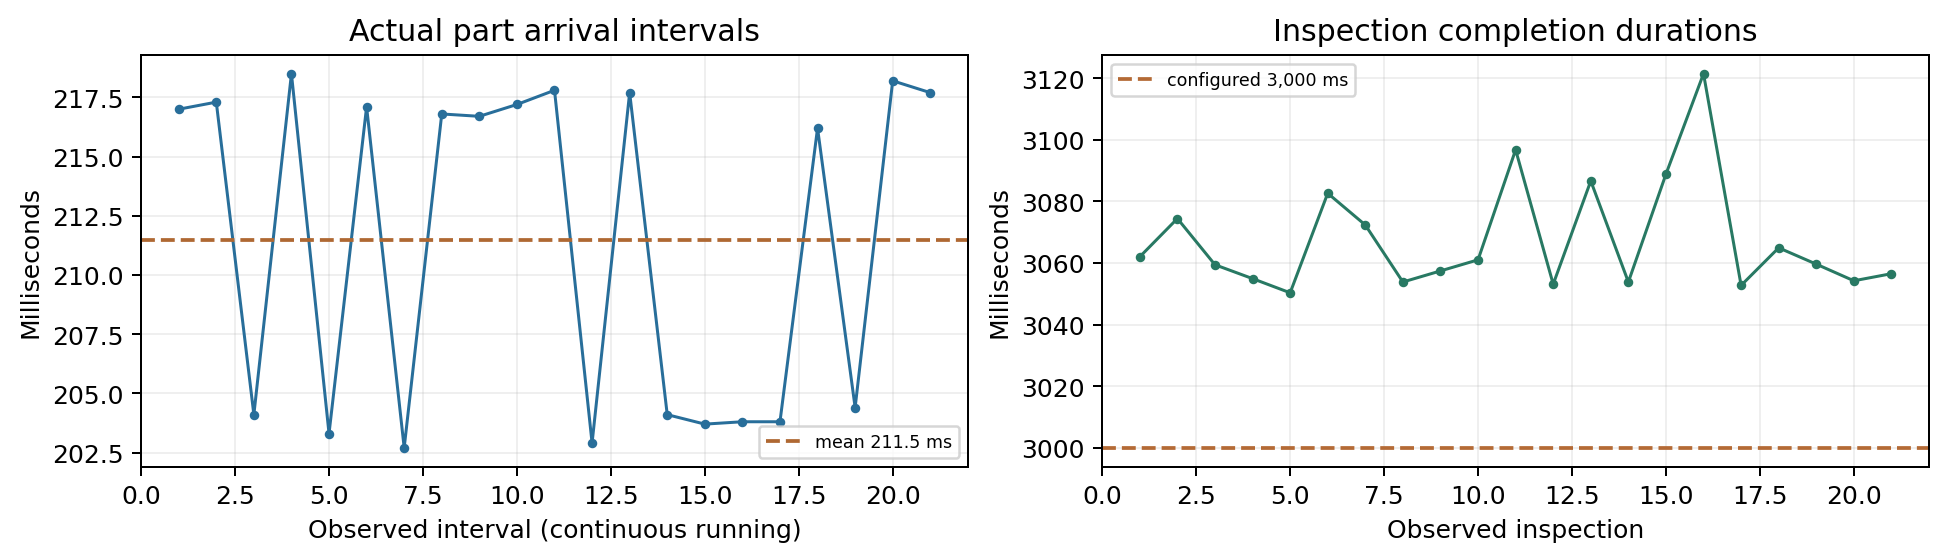 Actual part arrival intervals
Milliseconds
217.5
215.0
212.5
210.0
207.5
205.0
202.5
mean 211.5 ms
0.0 2.5 5.0 7.5 10.0 12.5 15.0 17.5 20.0
Observed interval (continuous running)
Inspection completion durations
configured 3,000 ms
Milliseconds
3120
3100
3080
3060
3040
3020
3000
0.0 2.5 5.0 7.5 10.0 12.5 15.0 17.5 20.0
Observed inspection